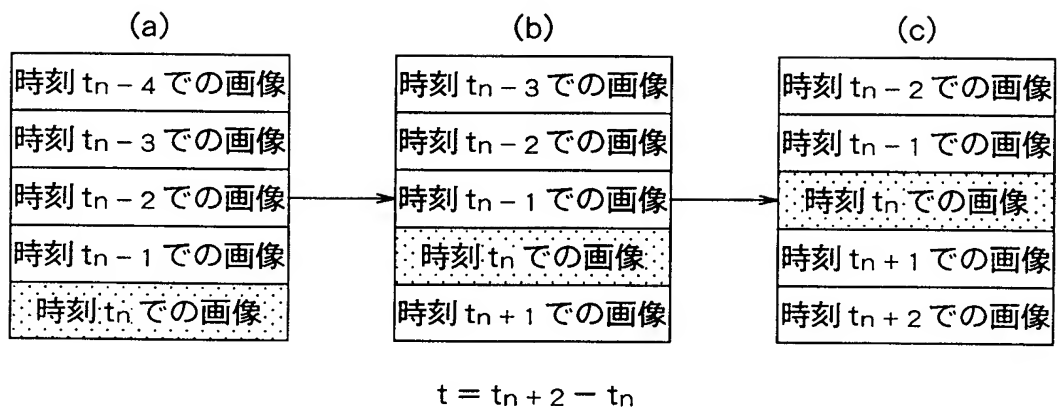 (a)
時刻 tn－4 での画像
時刻 tn－3 での画像
時刻 tn－2 での画像
時刻 tn－1 での画像
時刻 tn での画像
(b)
時刻 tn－3 での画像
時刻 tn－2 での画像
時刻 tn－1 での画像
時刻 tn での画像
時刻 tn＋1 での画像
(c)
時刻 tn－2 での画像
時刻 tn－1 での画像
時刻 tn での画像
時刻 tn＋1 での画像
時刻 tn＋2 での画像
t＝tn＋2－tn